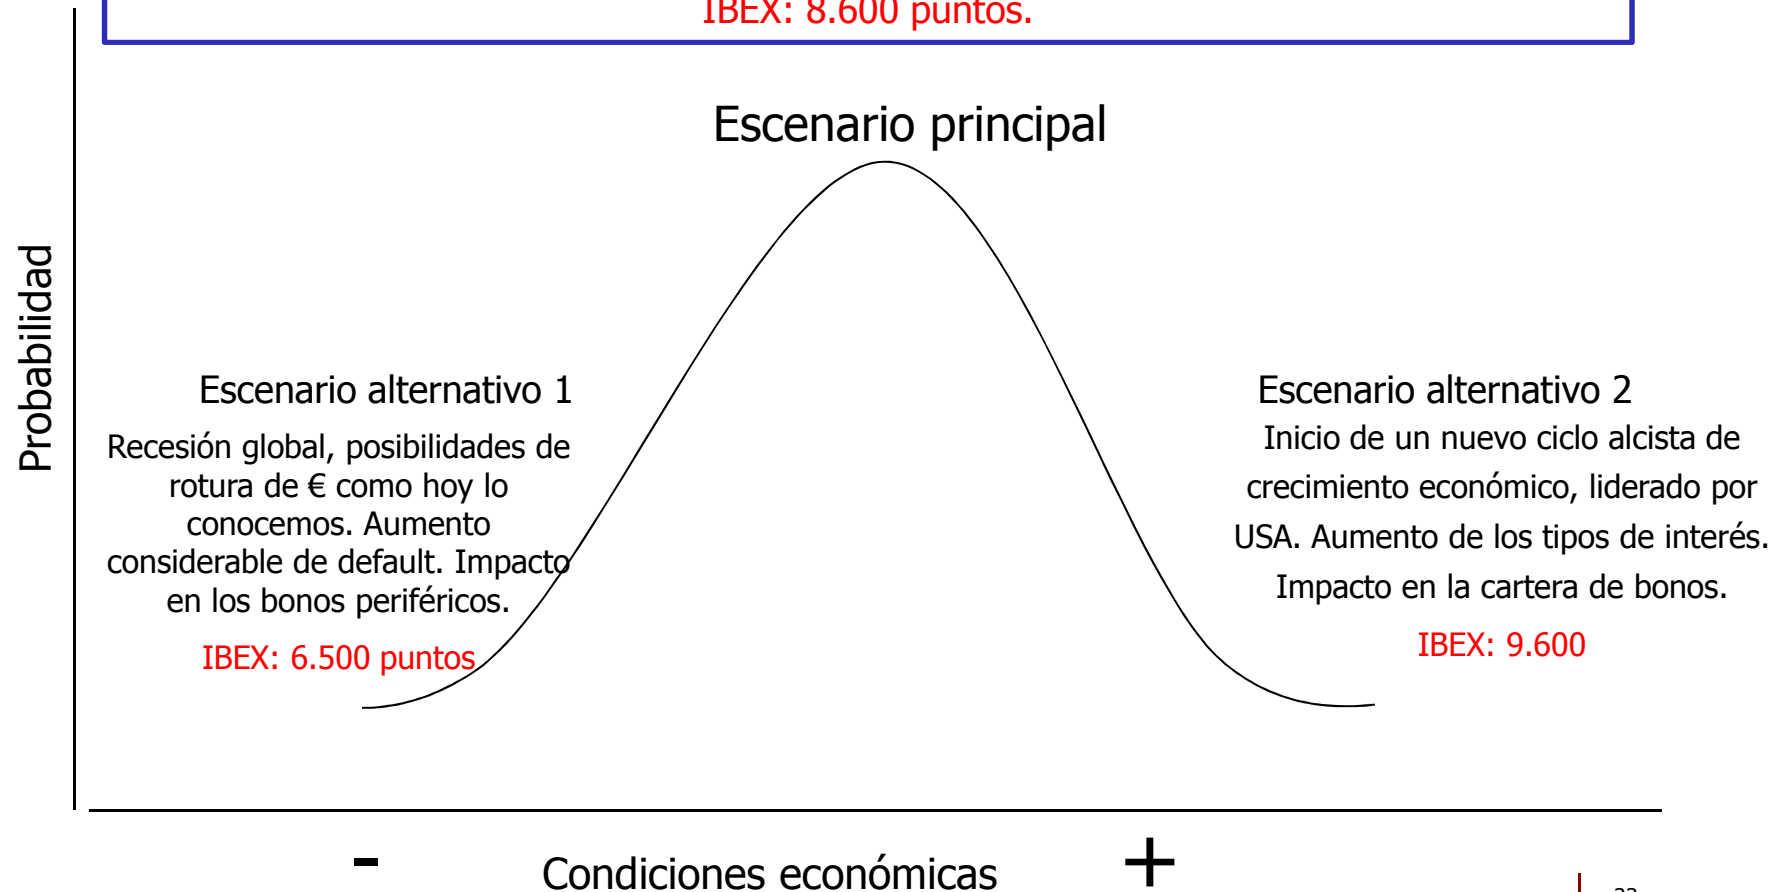 IBEX: 8.600 puntos.
Escenario principal
Probabilidad
Escenario alternativo 1
Recesión global, posibilidades de
rotura de € como hoy lo
conocemos. Aumento
considerable de default. Impacto
en los bonos periféricos.
IBEX: 6.500 puntos
Escenario alternativo 2
Inicio de un nuevo ciclo alcista de
crecimiento económico, liderado por
USA. Aumento de los tipos de interés.
Impacto en la cartera de bonos.
IBEX: 9.600
- Condiciones económicas +